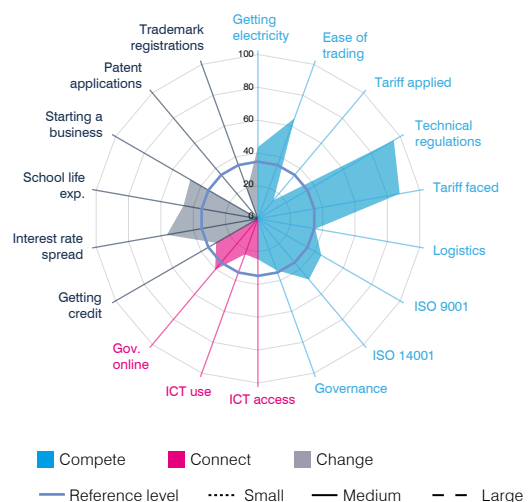 Getting
electricity
Ease of
trading
Tariff applied
Technical
regulations
Tariff faced
Logistics
ISO 9001
ISO 14001
Governance
ICT access
ICT use
Gov.
online
Getting
credit
Interest rate
spread
School life
exp.
Starting a
business
Patent
applications
Trademark
registrations
100
80
60
40
20
0
Compete
Connect
Change
Reference level
Small
Medium
Large